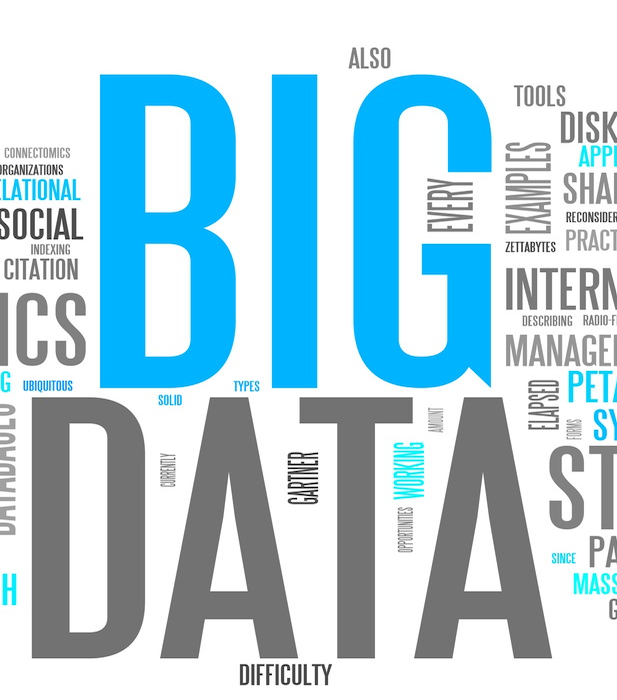 ALSO
BIG
DATA
TOOLS
DISK
APPL
EXAMPLES
EVERY
SHA
RECONSIDER
ZETTABYTES
PRACT
CONNECTOMICS
ORGANIZATIONS
ELATIONAL
SOCIAL
INDEXING
CITATION
ICS
G
UBIQUITOUS
SOLID
TYPES
INTERN
DESCRIBING
RADIO-F
MANAGE
ELAPSED
PETA
FORMS
SY
DATABASES
CURRENTLY
GARTNER
WORKING
AMOUNT
OPPORTUNITIES
ST
SINCE
PA
MASS
G
H
DIFFICULTY